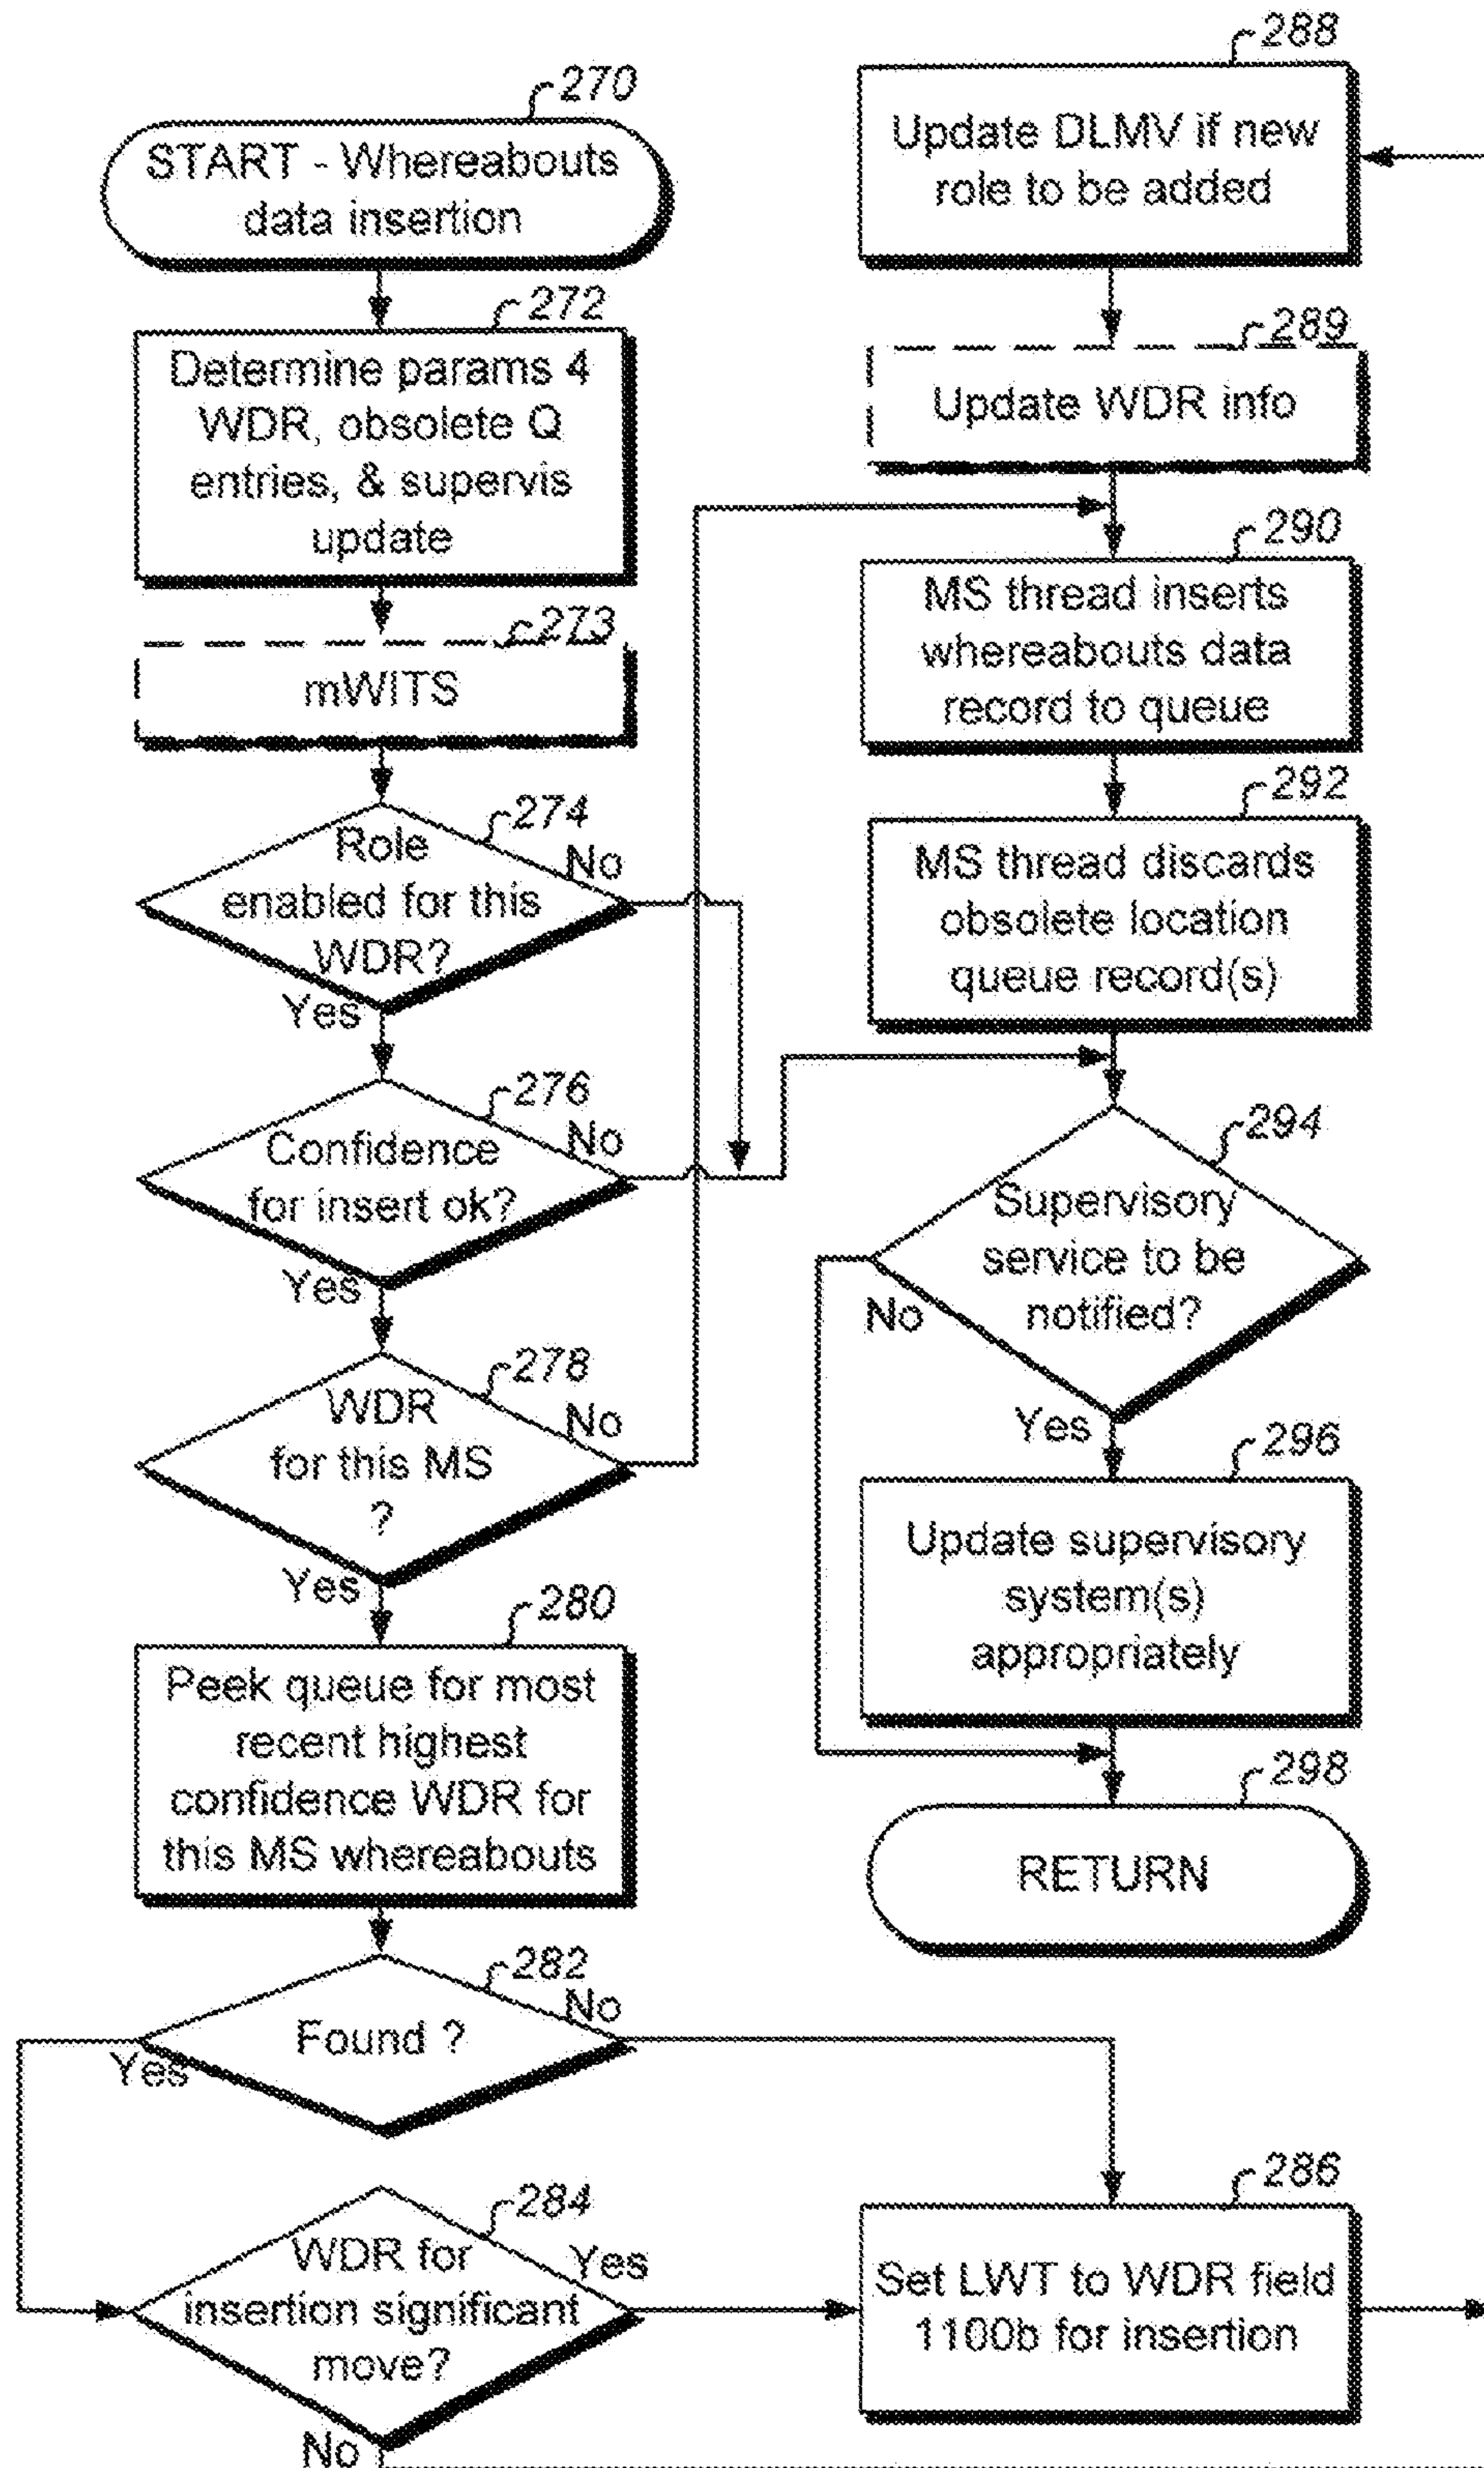 270
START - Whereabouts
data insertion
272
Determine params 4
WDR, obsolete Q
entries, & supervis
update
273
mWITS
274
Role
enabled for this
WDR?
No
Yes
276
Confidence
for insert ok?
No
Yes
278
WDR
for this MS
?
No
Yes
280
Peek queue for most
recent highest
confidence WDR for
this MS whereabouts
282
Found ?
No
Yes
284
WDR for
insertion significant
move?
Yes
No
286
Set LWT to WDR field
1100b for insertion
288
Update DLMV if new
role to be added
289
Update WDR info
290
MS thread inserts
whereabouts data
record to queue
292
MS thread discards
obsolete location
queue record(s)
294
Supervisory
service to be
notified?
No
Yes
296
Update supervisory
system(s)
appropriately
298
RETURN